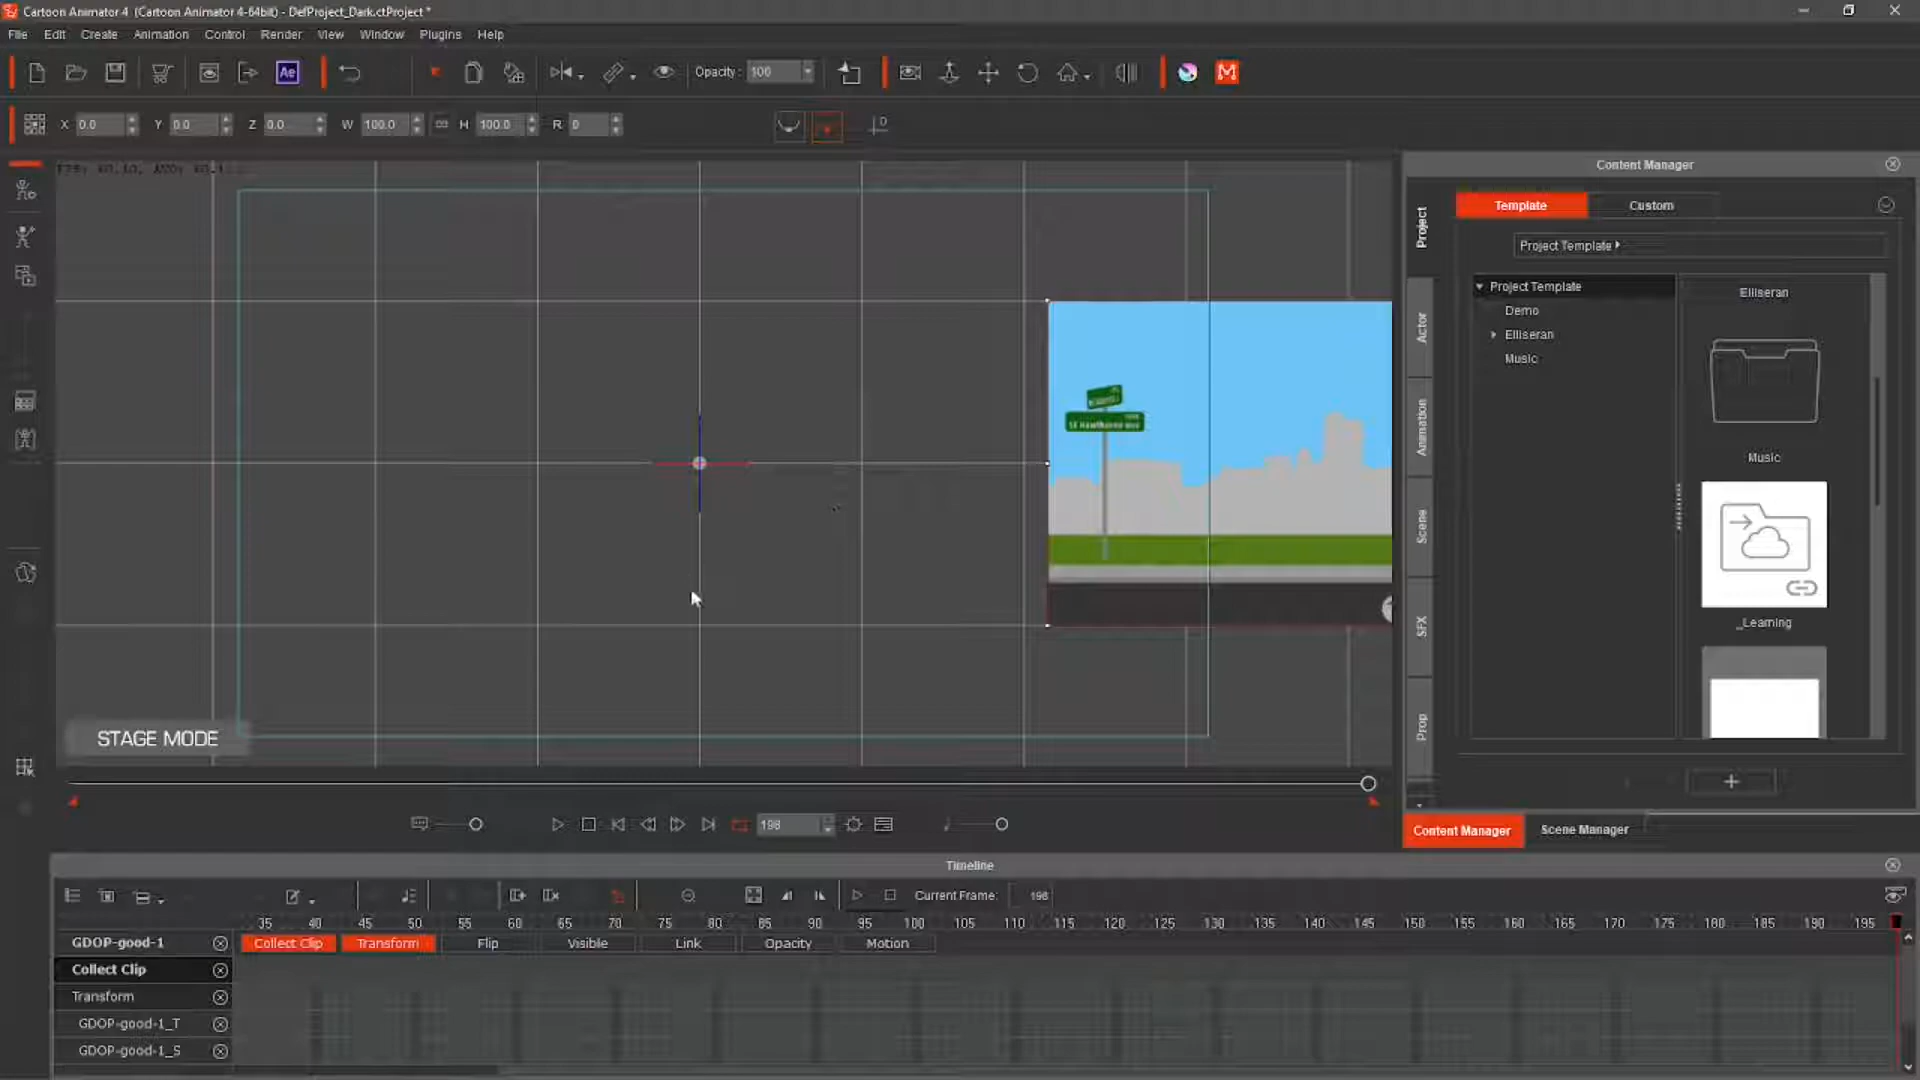 Cartoon Animator 4  (Cartoon Animator 4-64bit) - DefProject_Dark.ctProject *
File Edit Create Animation Control Render View Window Plugins Help
Ae Opacity: 100
X 0.0 Y 0.0 Z 0.0 W 100.0 H 100.0 R 0
Content Manager
Template Custom
Project Template
Project Template
Demo
Elliseran
Music
Elliseran
Music
_Learning
Project
Actor
Animation
Scene
SFX
Prop
STAGE MODE
198
Content Manager Scene Manager
Timeline
Current Frame: 198
35 40 45 50 55 60 65 70 75 80 85 90 95 100 105 110 115 120 125 130 135 140 145 150 155 160 165 170 175 180 185 190 195
GDOP-good-1 Collect Clip Transform Flip Visible Link Opacity Motion
Collect Clip
Transform
GDOP-good-1_T
GDOP-good-1_S